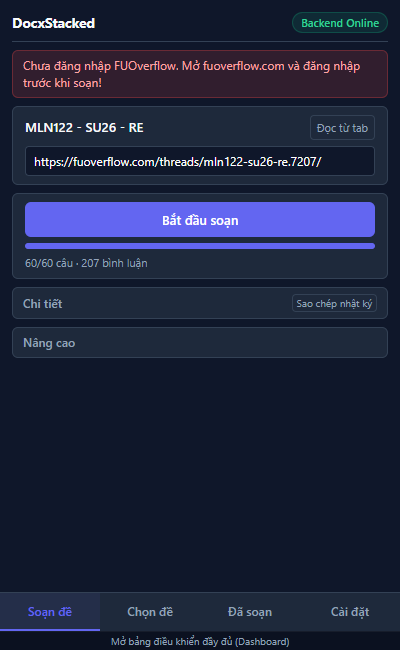 DocxStacked
Backend Online
Chưa đăng nhập FUOverflow. Mở fuoverflow.com và đăng nhập
trước khi soạn!
MLN122 - SU26 - RE
Đọc từ tab
https://fuoverflow.com/threads/mln122-su26-re.7207/
Bắt đầu soạn
60/60 câu · 207 bình luận
Chi tiết
Sao chép nhật ký
Nâng cao
Soạn đề
Chọn đề
Đã soạn
Cài đặt
Mở bảng điều khiển đầy đủ (Dashboard)